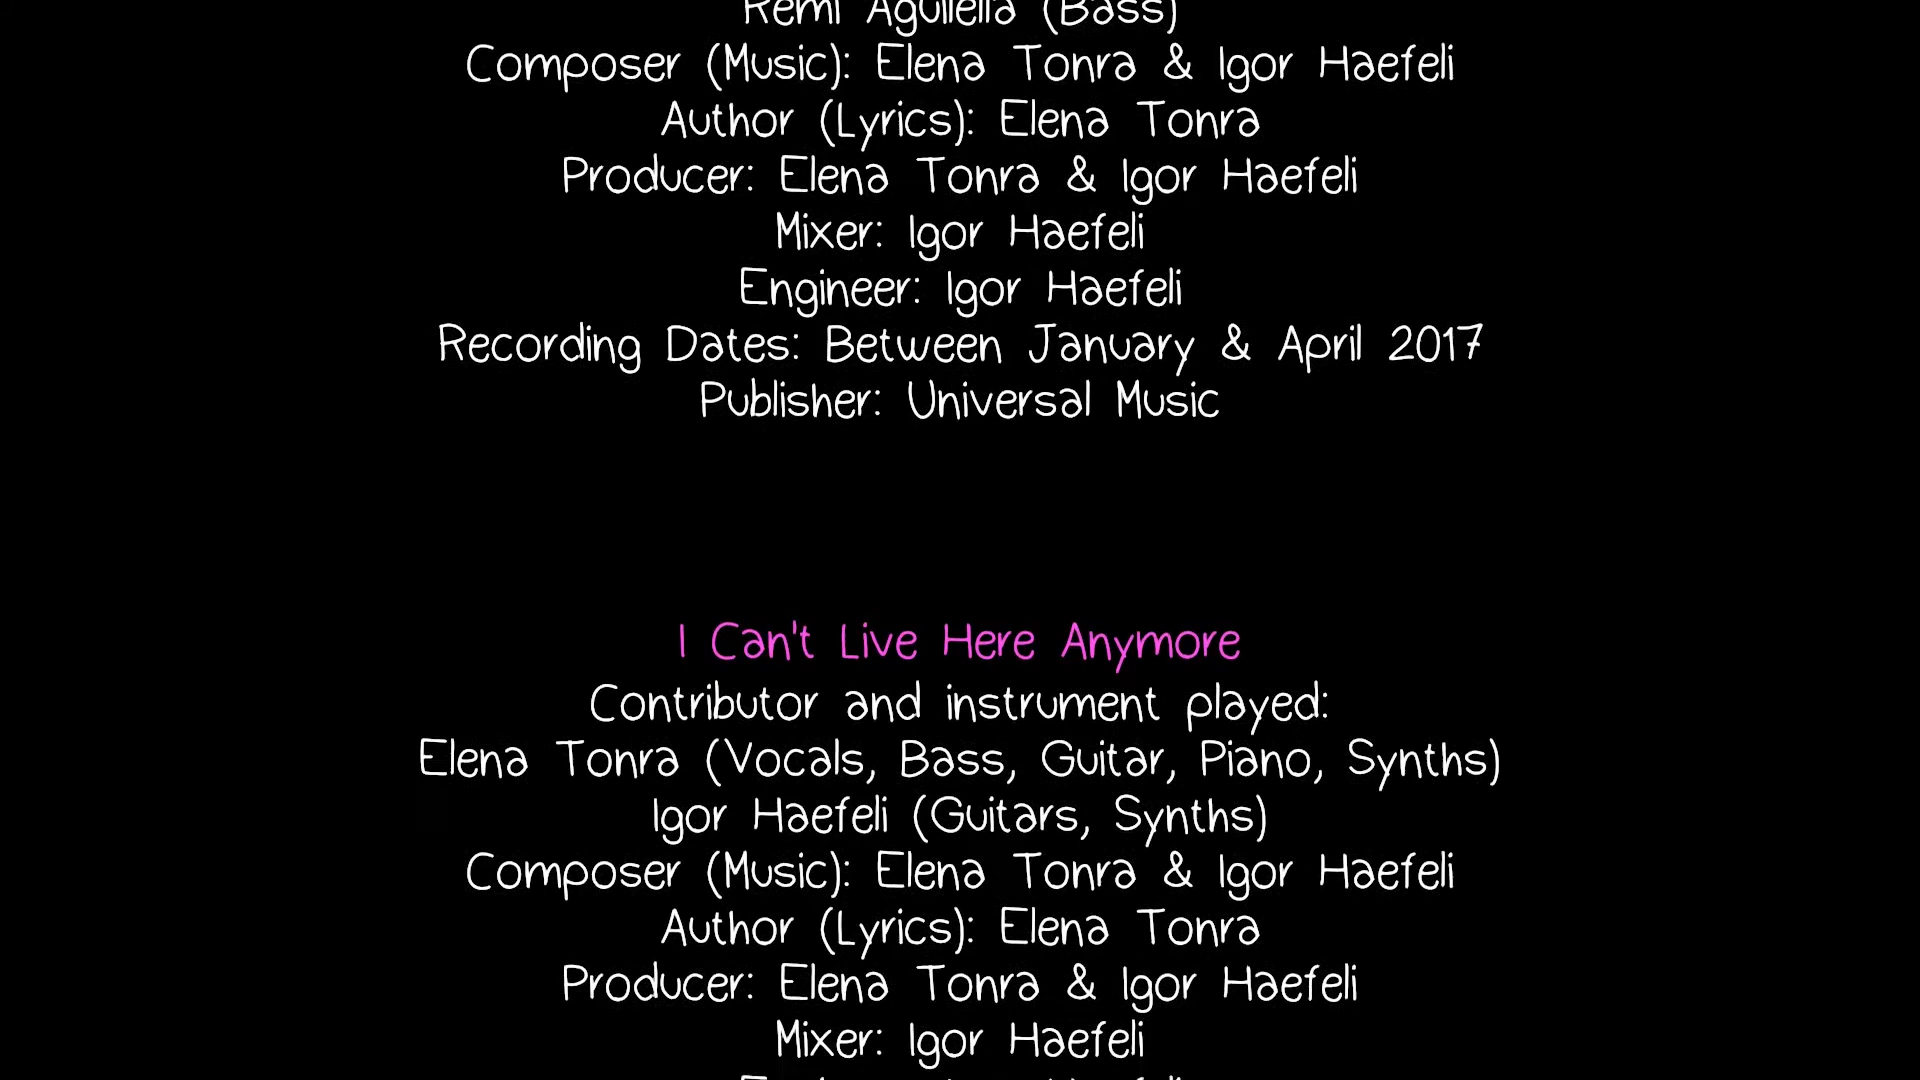 Remi Aguilella (Bass)
Composer (Music): Elena Tonra & Igor Haefeli
Author (Lyrics): Elena Tonra
Producer: Elena Tonra & Igor Haefeli
Mixer: Igor Haefeli
Engineer: Igor Haefeli
Recording Dates: Between January & April 2017
Publisher: Universal Music
I Can't Live Here Anymore
Contributor and instrument played:
Elena Tonra (Vocals, Bass, Guitar, Piano, Synths)
Igor Haefeli (Guitars, Synths)
Composer (Music): Elena Tonra & Igor Haefeli
Author (Lyrics): Elena Tonra
Producer: Elena Tonra & Igor Haefeli
Mixer: Igor Haefeli